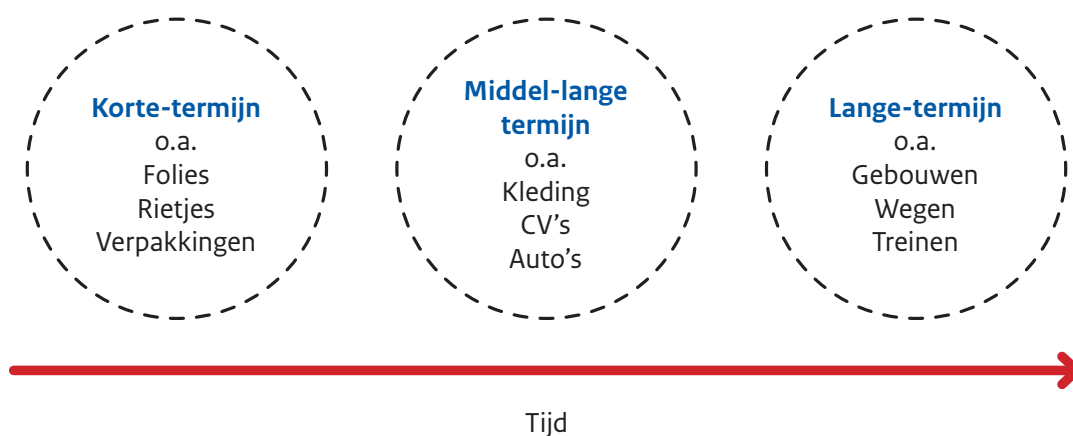 Korte-termijn
o.a.
Folies
Rietjes
Verpakkingen
Middel-lange
termijn
o.a.
Kleding
CV's
Auto's
Lange-termijn
o.a.
Gebouwen
Wegen
Treinen
Tijd